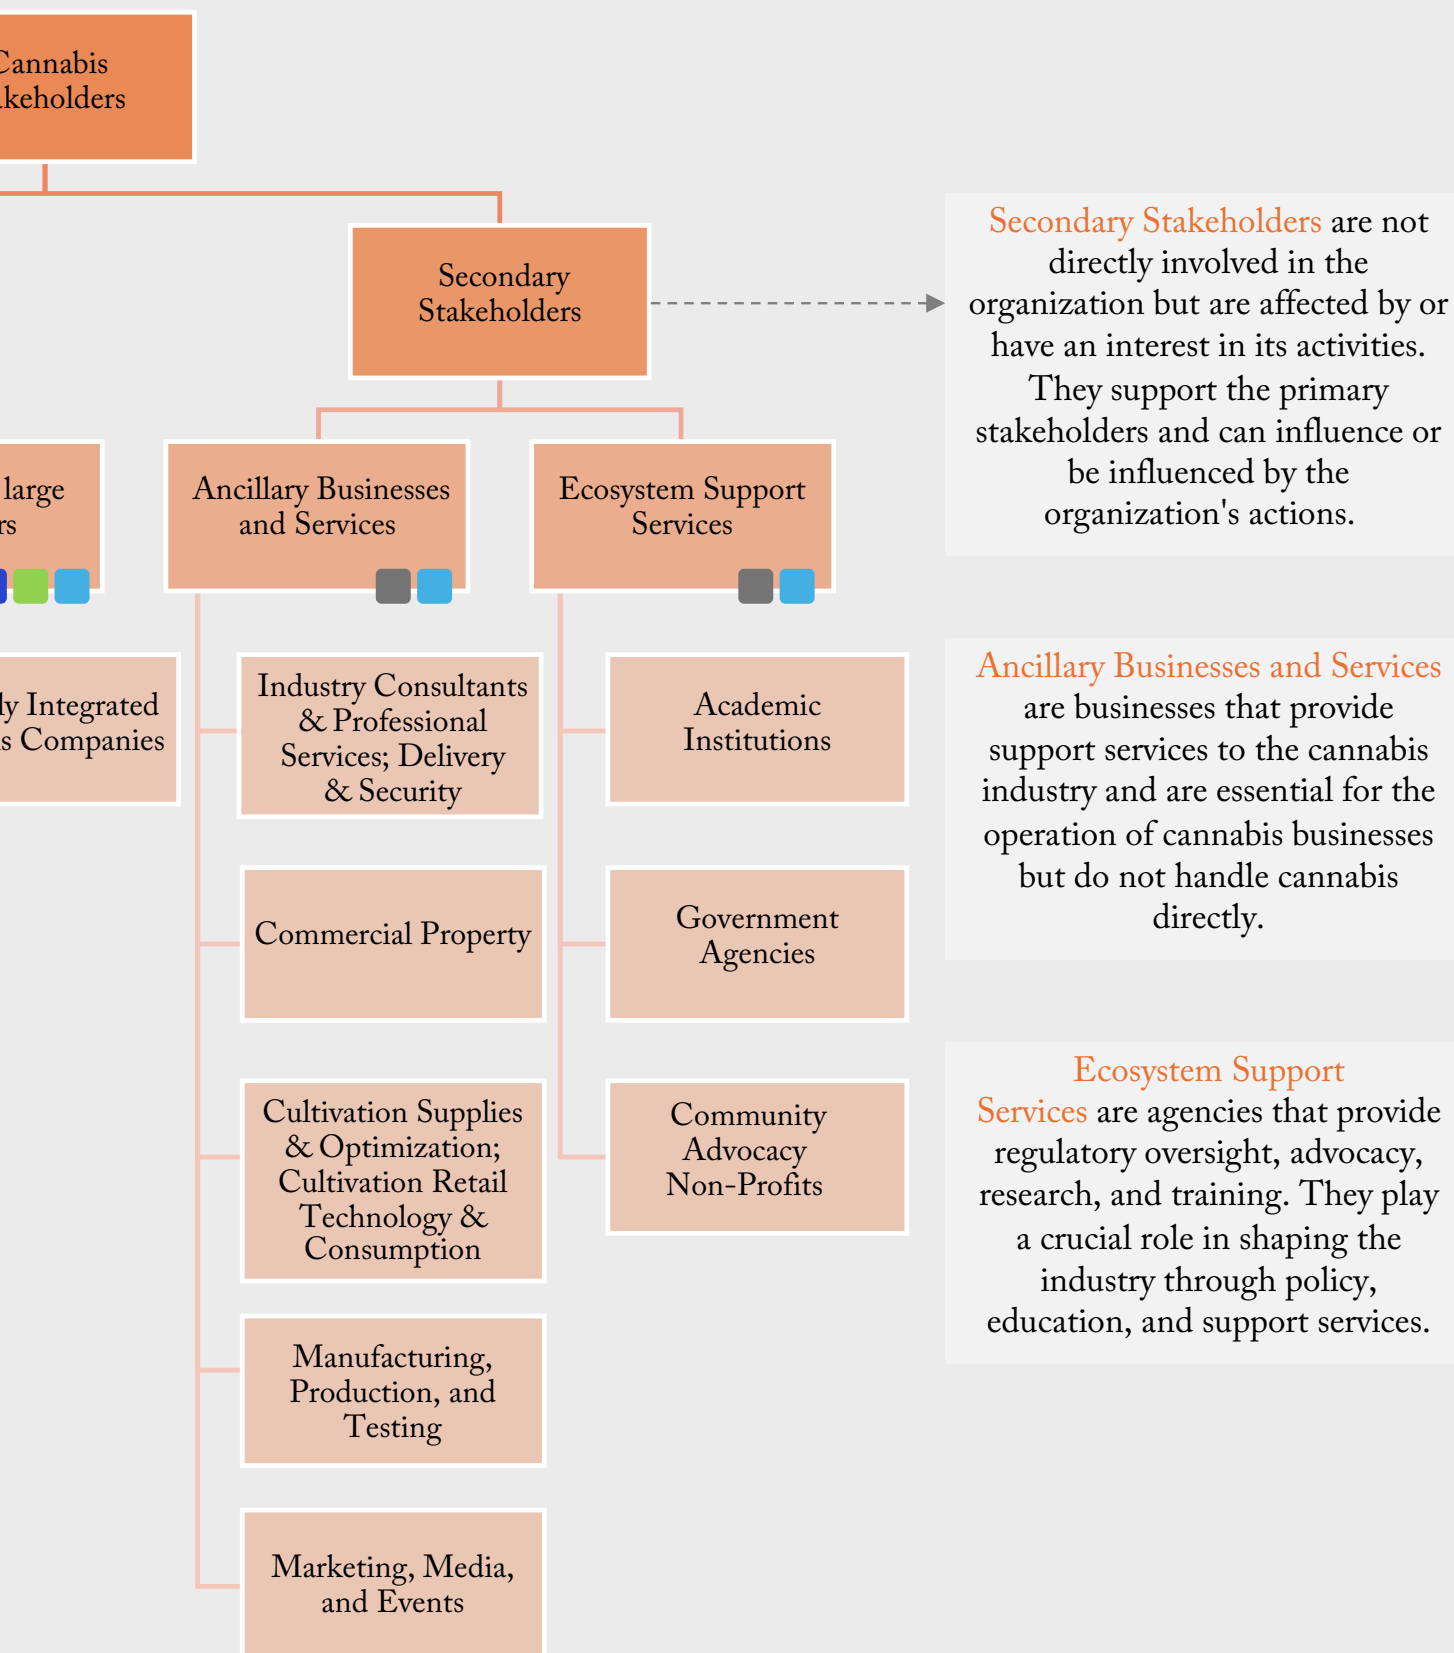 Cannabis
keholders
Secondary
Stakeholders
large
rs
Ancillary Businesses
and Services
Ecosystem Support
Services
ly Integrated
s Companies
Industry Consultants
& Professional
Services; Delivery
& Security
Academic
Institutions
Commercial Property
Government
Agencies
Cultivation Supplies
& Optimization;
Cultivation Retail
Technology &
Consumption
Community
Advocacy
Non-Profits
Manufacturing,
Production, and
Testing
Marketing, Media,
and Events
Secondary Stakeholders are not
directly involved in the
organization but are affected by or
have an interest in its activities.
They support the primary
stakeholders and can influence or
be influenced by the
organization's actions.
Ancillary Businesses and Services
are businesses that provide
support services to the cannabis
industry and are essential for the
operation of cannabis businesses
but do not handle cannabis
directly.
Ecosystem Support
Services are agencies that provide
regulatory oversight, advocacy,
research, and training. They play
a crucial role in shaping the
industry through policy,
education, and support services.